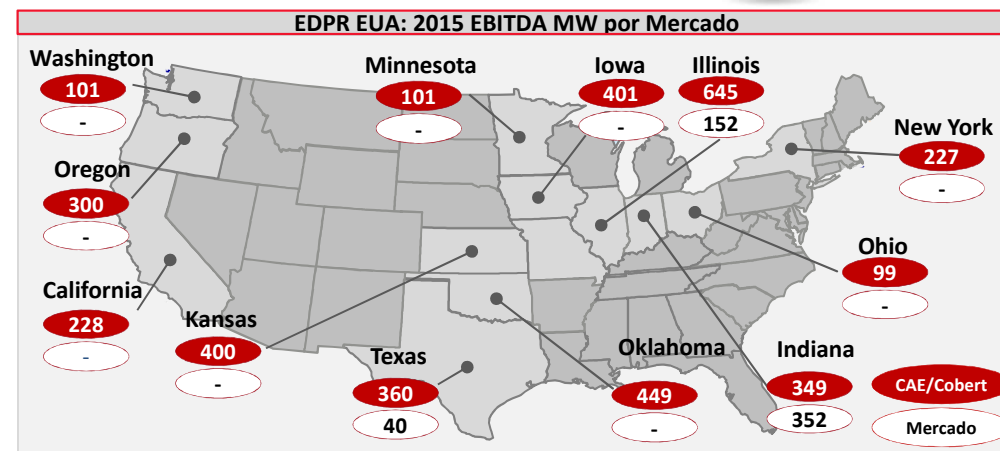 EDPR EUA: 2015 EBITDA MW por Mercado
Washington
101
-
Minnesota
101
-
Iowa
401
-
Illinois
645
152
New York
227
-
Oregon
300
-
Ohio
99
-
California
228
-
Kansas
400
-
Texas
360
40
Oklahoma
449
-
Indiana
349
352
CAE/Cobert
Mercado